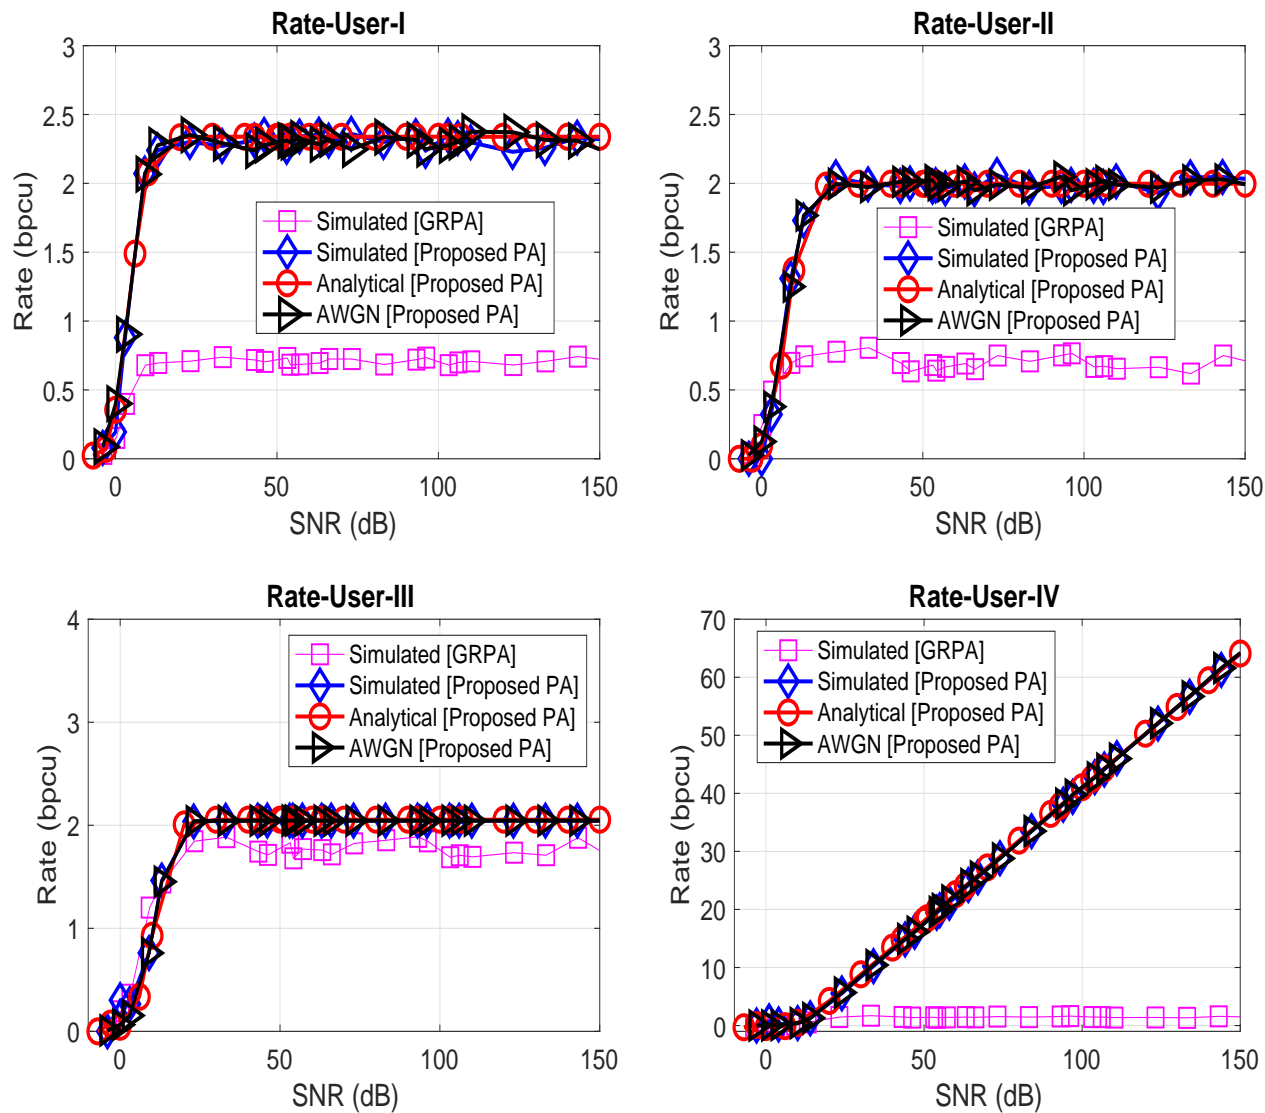 Rate-User-I
3
2.5
2
1.5
1
0.5
0
Rate (bpcu)
Simulated [GRPA]
Simulated [Proposed PA]
Analytical [Proposed PA]
AWGN [Proposed PA]
0 50 100 150
SNR (dB)
Rate-User-II
3
2.5
2
1.5
1
0.5
0
Rate (bpcu)
Simulated [GRPA]
Simulated [Proposed PA]
Analytical [Proposed PA]
AWGN [Proposed PA]
0 50 100 150
SNR (dB)
Rate-User-III
4
3
2
1
0
Rate (bpcu)
Simulated [GRPA]
Simulated [Proposed PA]
Analytical [Proposed PA]
AWGN [Proposed PA]
0 50 100 150
SNR (dB)
Rate-User-IV
70
60
50
40
30
20
10
0
Rate (bpcu)
Simulated [GRPA]
Simulated [Proposed PA]
Analytical [Proposed PA]
AWGN [Proposed PA]
0 50 100 150
SNR (dB)